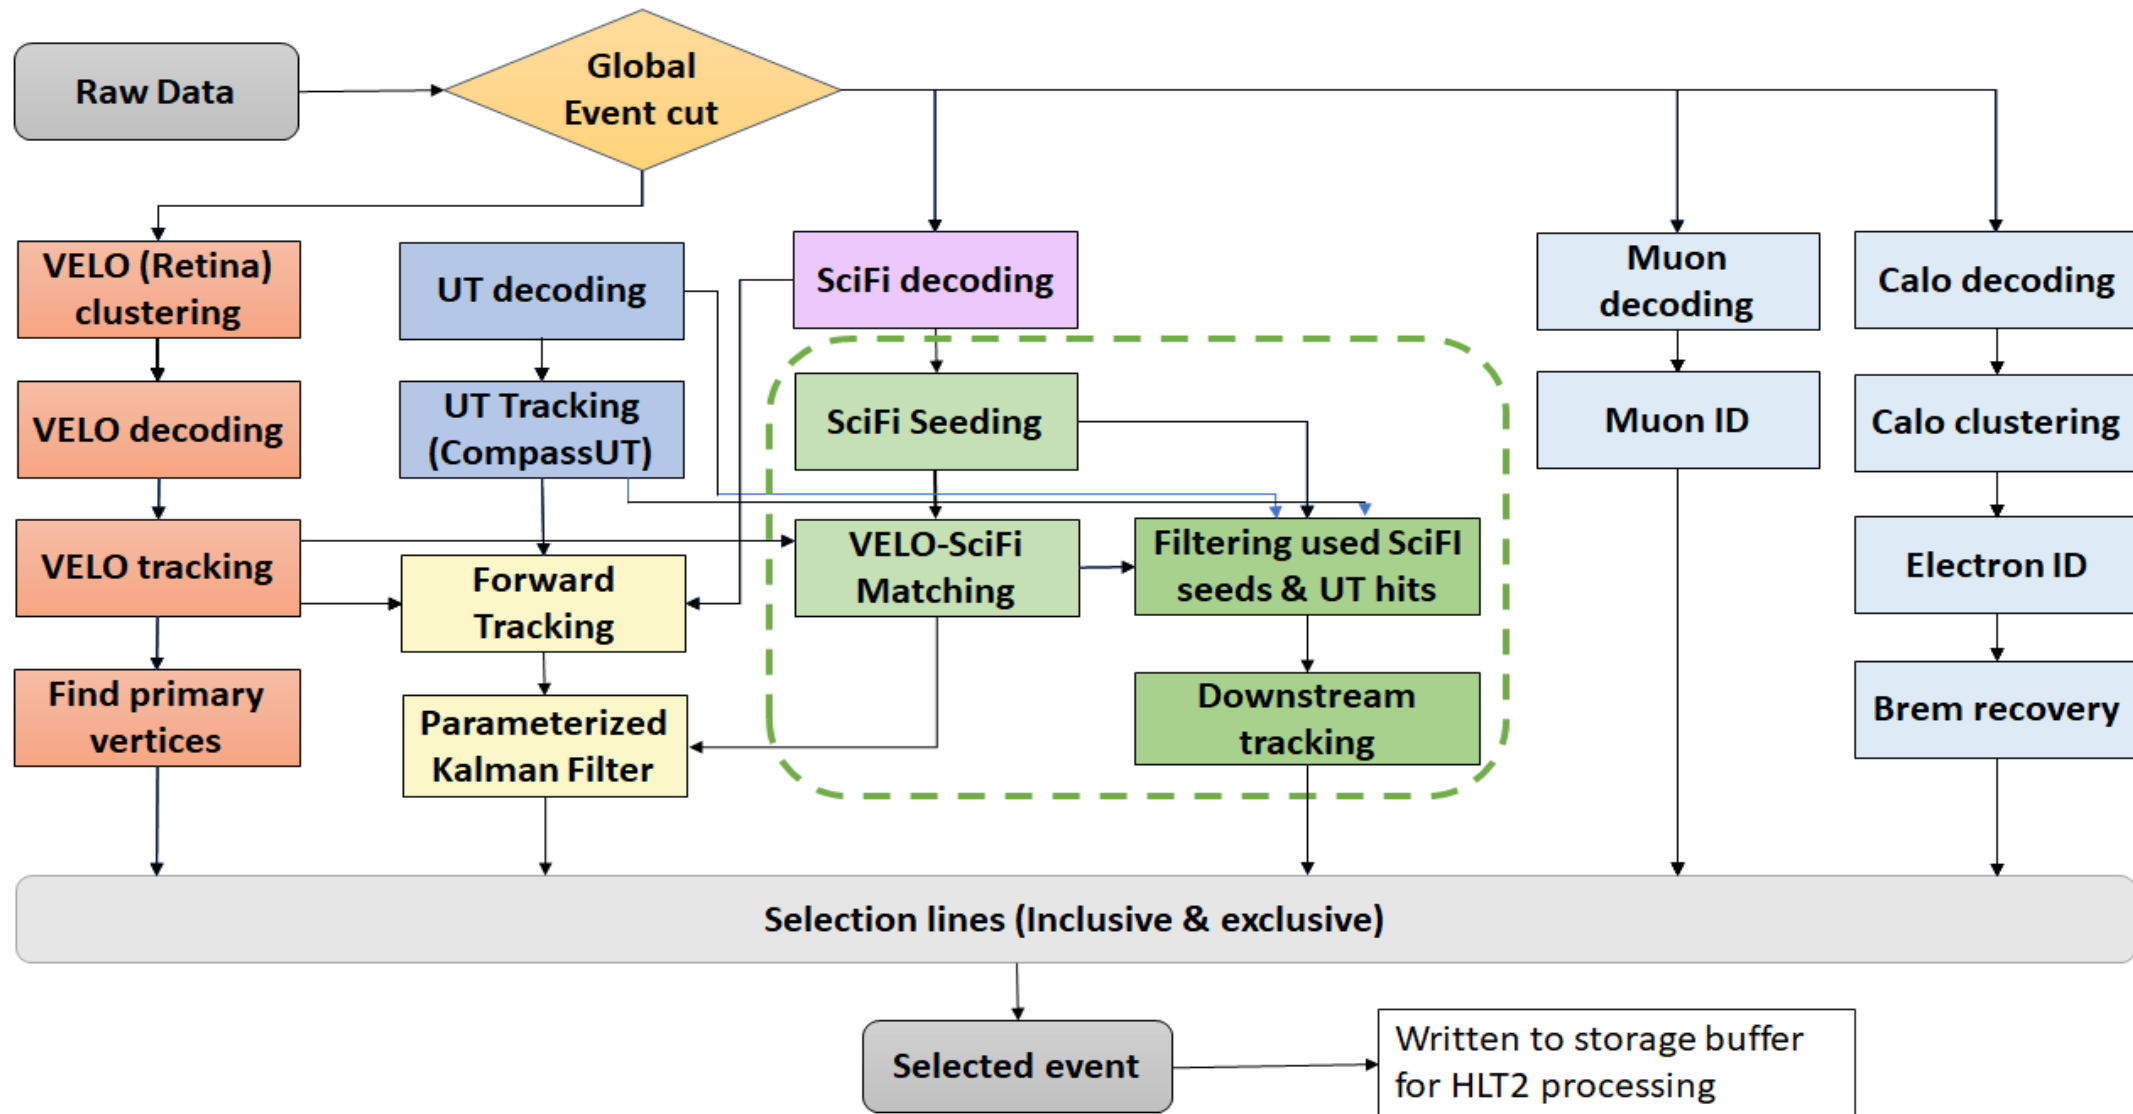 Raw Data
Global
Event cut
VELO (Retina)
clustering
UT decoding
SciFi decoding
Muon
decoding
Calo decoding
VELO decoding
UT Tracking
(CompassUT)
SciFi Seeding
Muon ID
Calo clustering
VELO tracking
Forward
Tracking
VELO-SciFi
Matching
Filtering used SciFI
seeds & UT hits
Electron ID
Find primary
vertices
Parameterized
Kalman Filter
Downstream
tracking
Brem recovery
Selection lines (Inclusive & exclusive)
Selected event
Written to storage buffer
for HLT2 processing